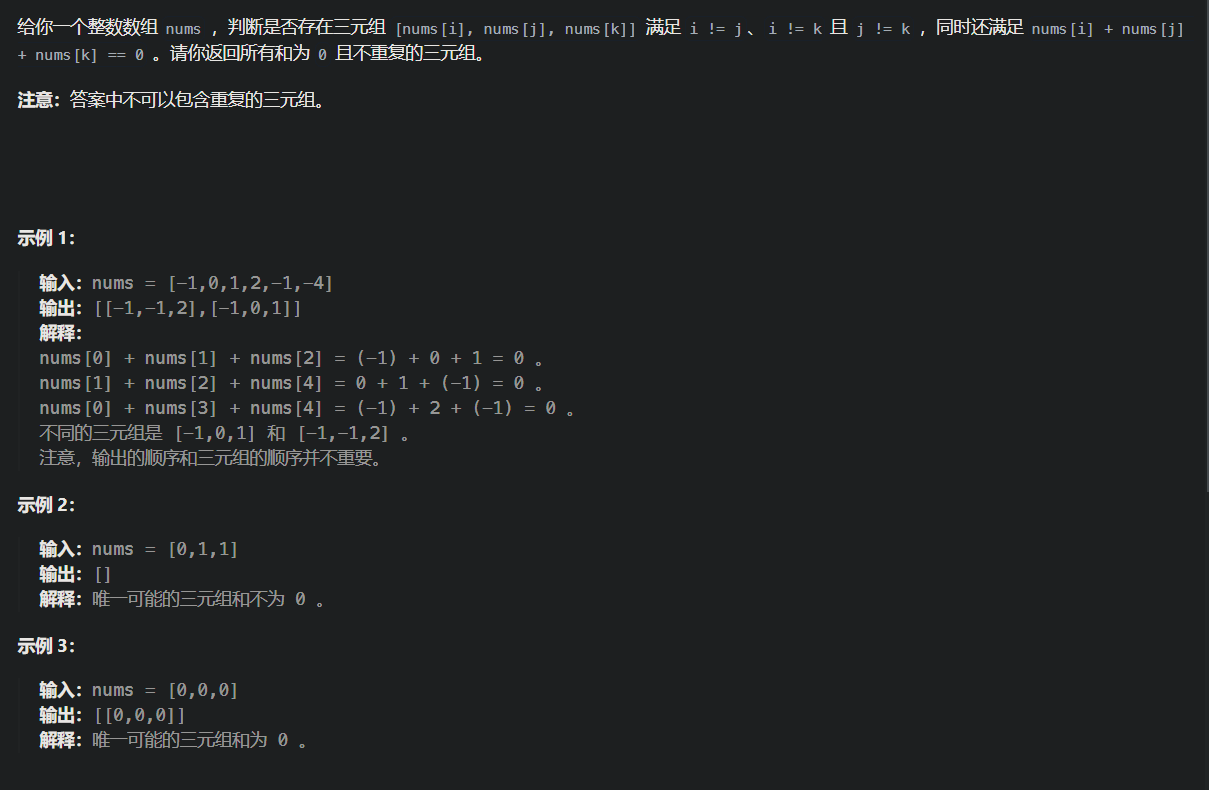 给你一个整数数组 nums ，判断是否存在三元组 [nums[i], nums[j], nums[k]] 满足 i != j、i != k 且 j != k ，同时还满足 nums[i] + nums[j]
+ nums[k] == 0 。请你返回所有和为 0 且不重复的三元组。
注意：答案中不可以包含重复的三元组。
示例 1：
输入：nums = [-1,0,1,2,-1,-4]
输出：[[-1,-1,2],[-1,0,1]]
解释：
nums[0] + nums[1] + nums[2] = (-1) + 0 + 1 = 0 。
nums[1] + nums[2] + nums[4] = 0 + 1 + (-1) = 0 。
nums[0] + nums[3] + nums[4] = (-1) + 2 + (-1) = 0 。
不同的三元组是 [-1,0,1] 和 [-1,-1,2] 。
注意，输出的顺序和三元组的顺序并不重要。
示例 2：
输入：nums = [0,1,1]
输出：[]
解释：唯一可能的三元组和不为 0 。
示例 3：
输入：nums = [0,0,0]
输出：[[0,0,0]]
解释：唯一可能的三元组和为 0 。